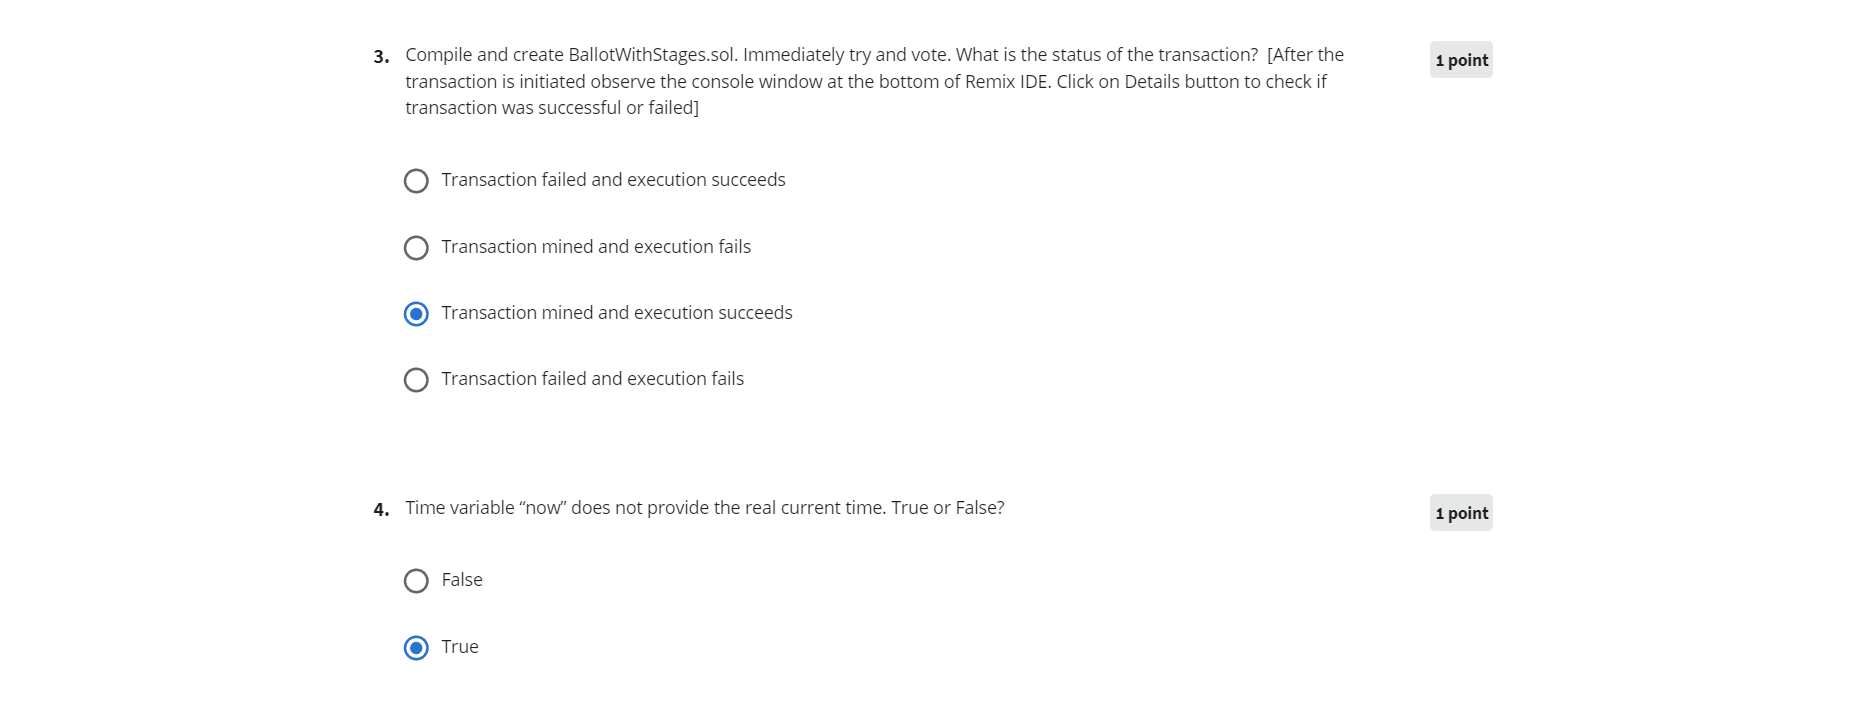 3. Compile and create BallotWithStages.sol. Immediately try and vote. What is the status of the transaction?  [After the
1 point
transaction is initiated observe the console window at the bottom of Remix IDE. Click on Details button to check if
transaction was successful or failed]
Transaction failed and execution succeeds
Transaction mined and execution fails
Transaction mined and execution succeeds
Transaction failed and execution fails
4. Time variable “now” does not provide the real current time. True or False?
1 point
False
True